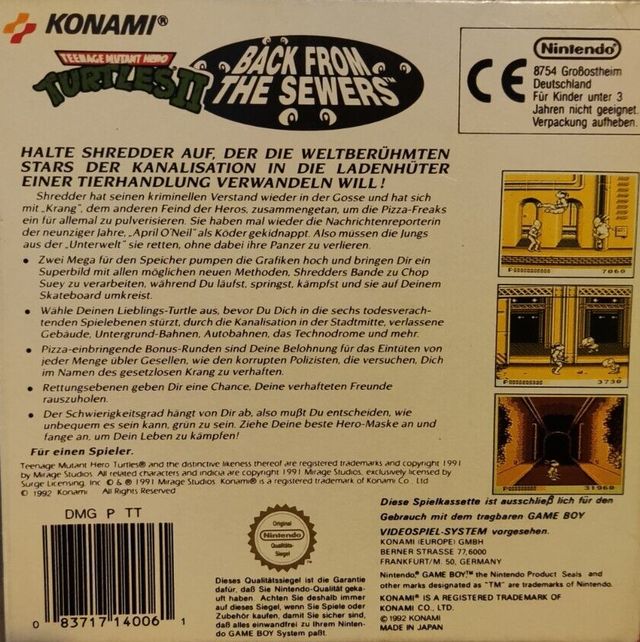 KONAMI®
TEENAGE MUTANT HERO
TURTLES II
BACK FROM
THE SEWERS™
Nintendo®
CE
8754 Großostheim
Deutschland
Für Kinder unter 3
Jahren nicht geeignet.
Verpackung aufheben.
HALTE SHREDDER AUF, DER DIE WELTBERÜHMTEN
STARS DER KANALISATION IN DIE LADENHÜTER
EINER TIERHANDLUNG VERWANDELN WILL!
Shredder hat seinen kriminellen Verstand wieder in der Gosse und hat sich
mit „Krang", dem anderen Feind der Heros, zusammengetan, um die Pizza-Freaks
ein für allemal zu pulverisieren. Sie haben mal wieder die Nachrichtenreporterin
der neunziger Jahre, „April O'Neil" als Köder gekidnappt. Also müssen die Jungs
aus der „Unterwelt" sie retten, ohne dabei ihre Panzer zu verlieren.
• Zwei Mega für den Speicher pumpen die Grafiken hoch und bringen Dir ein
Superbild mit allen möglichen neuen Methoden, Shredders Bande zu Chop
Suey zu verarbeiten, während Du läufst, springst, kämpfst und sie auf Deinem
Skateboard umkreist.
• Wähle Deinen Lieblings-Turtle aus, bevor Du Dich in die sechs todesverach-
tenden Spielebenen stürzt, durch die Kanalisation in der Stadtmitte, verlassene
Gebäude, Untergrund-Bahnen, Autobahnen, das Technodrome und mehr.
• Pizza-einbringende Bonus-Runden sind Deine Belohnung für das Eintüten von
jeder Menge übler Gesellen, wie den korrupten Polizisten, die versuchen, Dich
im Namen des gesetzlosen Krang zu verhaften.
• Rettungsebenen geben Dir eine Chance, Deine verhafteten Freunde
rauszuholen.
• Der Schwierigkeitsgrad hängt von Dir ab, also mußt Du entscheiden, wie
unbequem es sein kann, grün zu sein. Ziehe Deine beste Hero-Maske an und
fange an, um Dein Leben zu kämpfen!
Für einen Spieler.
Teenage Mutant Hero Turtles® and the distinctive likeness thereof are registered trademarks and copyright 1991
by Mirage Studios. All related characters and indicia are copyright 1991 Mirage Studios, exclusively licensed by
Surge Licensing, Inc. © & ® 1991 Mirage Studios. Konami® is a registered trademark of Konami Co., Ltd.
© 1992 Konami All Rights Reserved
7060
3730
31960
DMG P TT
0 83717 14006 1
Original
Nintendo
Qualitäts-
Siegel
Dieses Qualitätssiegel ist die Garantie
dafür, daß Sie Nintendo-Qualität geka-
uft haben. Achten Sie deshalb immer
auf dieses Siegel, wenn Sie Spiele oder
Zubehör kaufen, damit Sie sicher sind,
daß alles einwandfrei zu Ihrem Ninten-
do GAME BOY System paßt.
Diese Spielkassette ist ausschließ lich für den
Gebrauch mit dem tragbaren GAME BOY
VIDEOSPIEL-SYSTEM vorgesehen.
KONAMI (EUROPE) GMBH
BERNER STRASSE 77,6000
FRANKFURT/M. 50, GERMANY
Nintendo,® GAME BOY,™ the Nintendo Product Seals and
other marks designated as "TM" are trademarks of Nintendo.
KONAMI® IS A REGISTERED TRADEMARK OF
KONAMI CO., LTD.
© 1992 KONAMI
MADE IN JAPAN